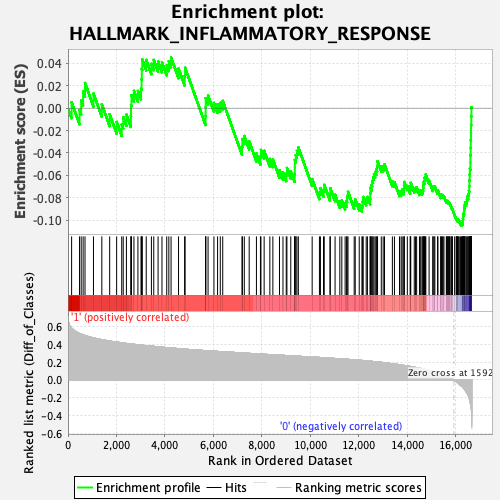 Enrichment plot:
HALLMARK_INFLAMMATORY_RESPONSE
Enrichment score (ES)
0.04
0.02
0.00
-0.02
-0.04
-0.06
-0.08
-0.10
'1' (positively correlated)
Ranked list metric (Diff_of_Classes)
0.6
0.4
0.2
0.0
-0.2
-0.4
-0.6
Zero cross at 1592
'0' (negatively correlated)
0
2,000
4,000
6,000
8,000
10,000
12,000
14,000
16,000
Rank in Ordered Dataset
Enrichment profile
Hits
Ranking metric scores